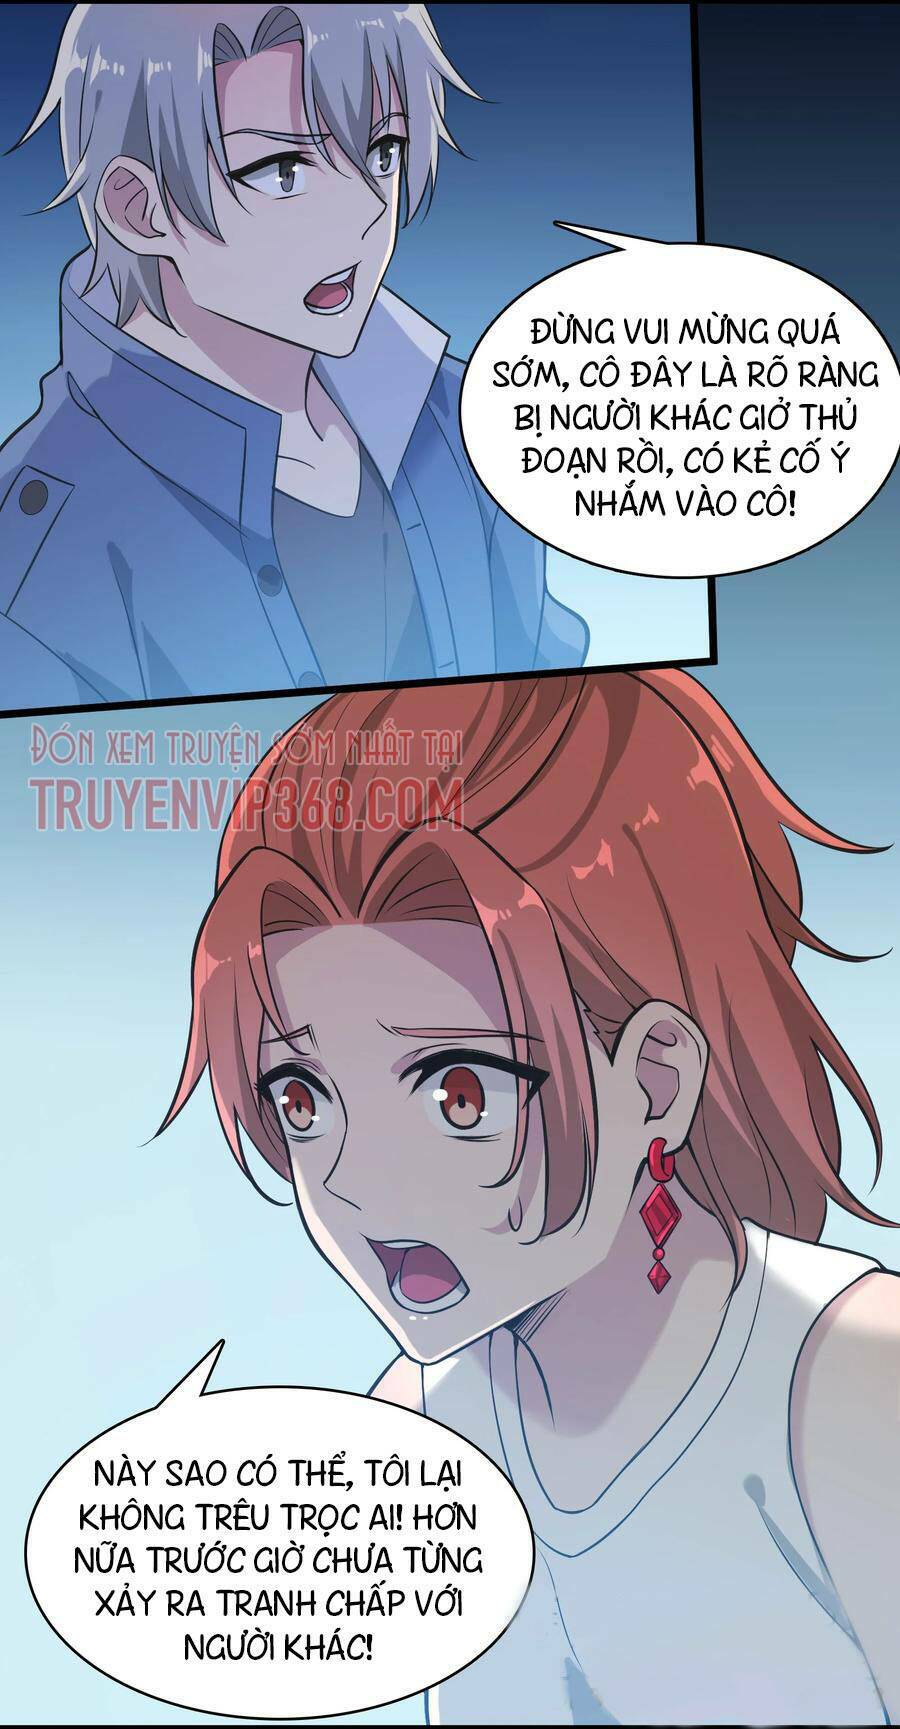 ĐỪNG VUI MỪNG QUÁ
SỚM, CÔ ĐÂY LÀ RÕ RÀNG
BỊ NGƯỜI KHÁC GIỞ THỦ
ĐOẠN RỒI, CÓ KẺ CỐ Ý
NHẮM VÀO CÔ!
ĐÓN XEM TRUYỆN SỚM NHẤT TẠI
TRUYENVIP368.COM
NÀY SAO CÓ THỂ, TÔI LẠI
KHÔNG TRÊU TRỌC AI! HƠN
NỮA TRƯỚC GIỜ CHƯA TỪNG
XẢY RA TRANH CHẤP VỚI
NGƯỜI KHÁC!